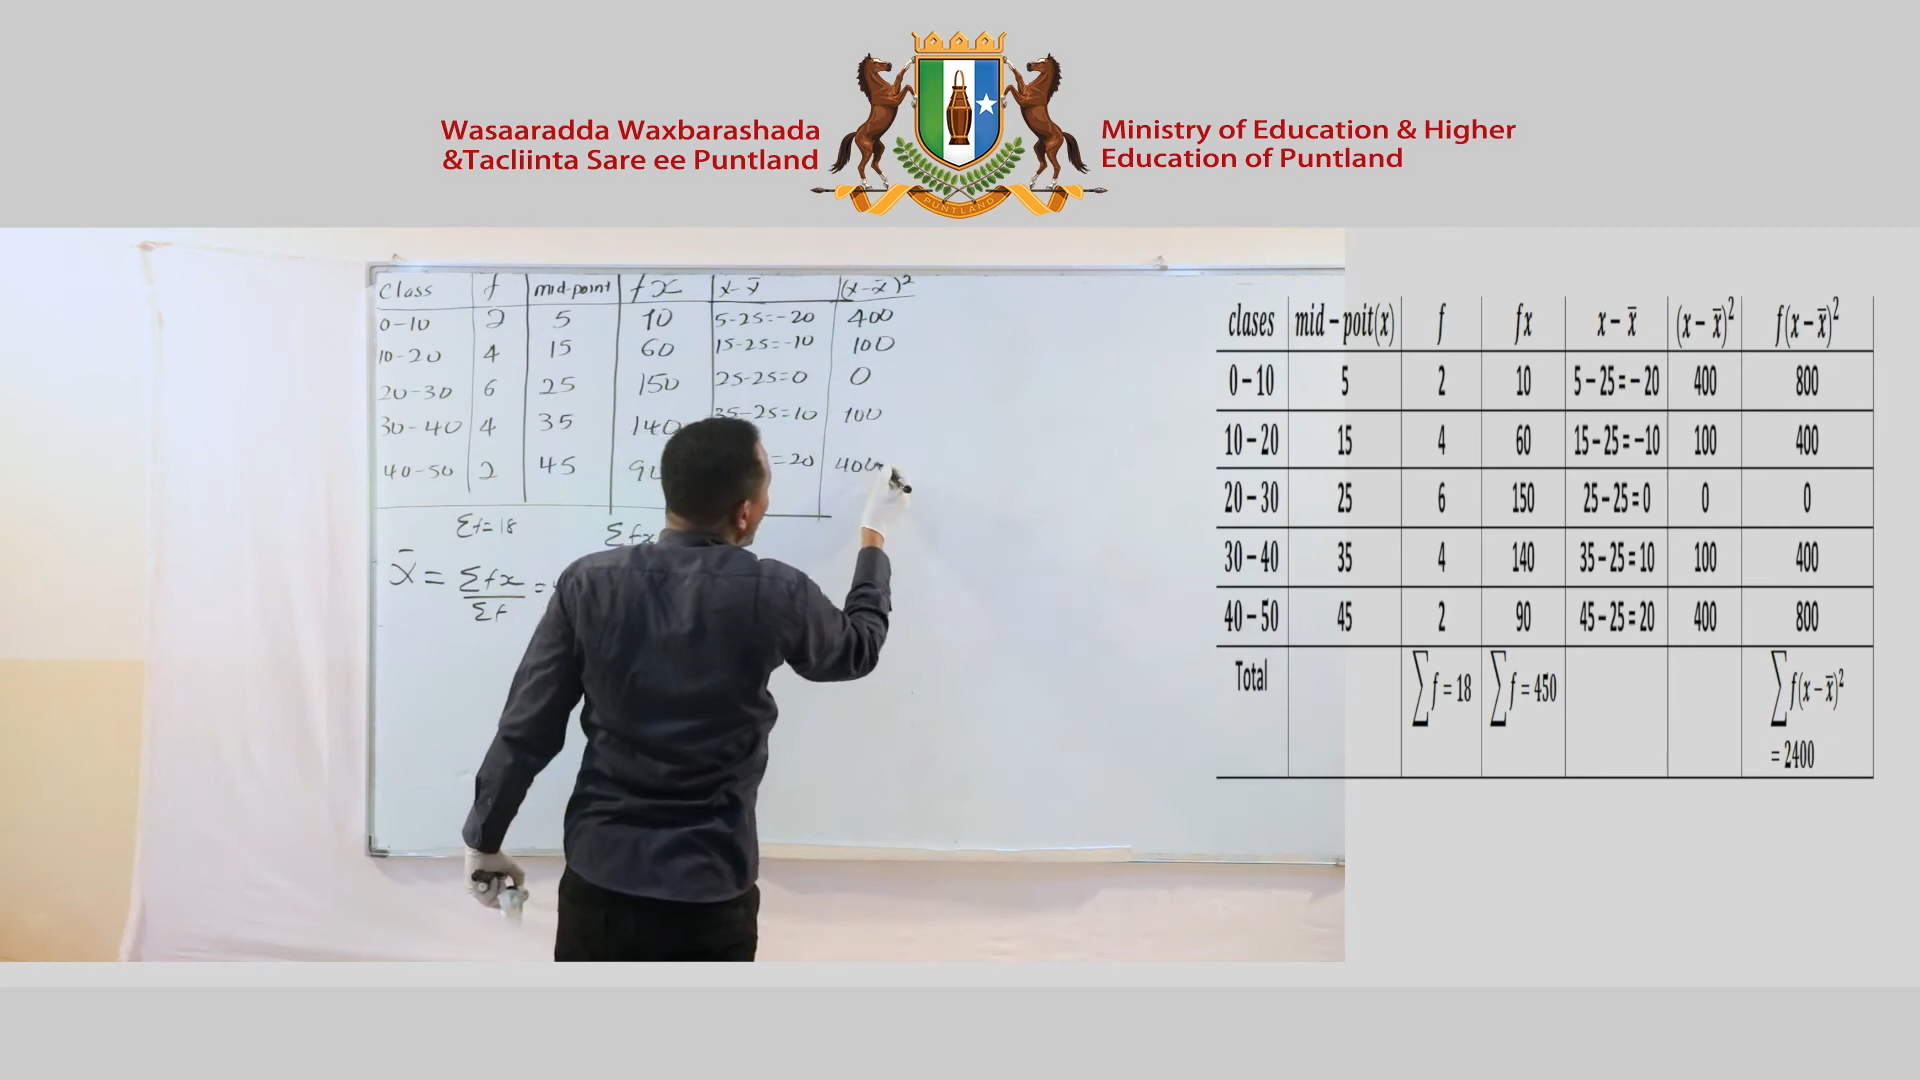 Wasaaradda Waxbarashada
&Tacliinta Sare ee Puntland
PUNTLAND
Ministry of Education & Higher
Education of Puntland
Class f mid-point fx x-x̄ (x-x̄)²
0-10 2 5 10 5-25=-20 400
10-20 4 15 60 15-25=-10 100
20-30 6 25 150 25-25=0 0
30-40 4 35 140 35-25=10 100
40-50 2 45 =20 400
Σf=18 Σfx
x̄ = Σfx/Σf =
clases mid-poit(x) f fx x-x̄ (x-x̄)² f(x-x̄)²
0-10 5 2 10 5-25=-20 400 800
10-20 15 4 60 15-25=-10 100 400
20-30 25 6 150 25-25=0 0 0
30-40 35 4 140 35-25=10 100 400
40-50 45 2 90 45-25=20 400 800
Total ∑f=18 ∑f=450 ∑f(x-x̄)²
=2400